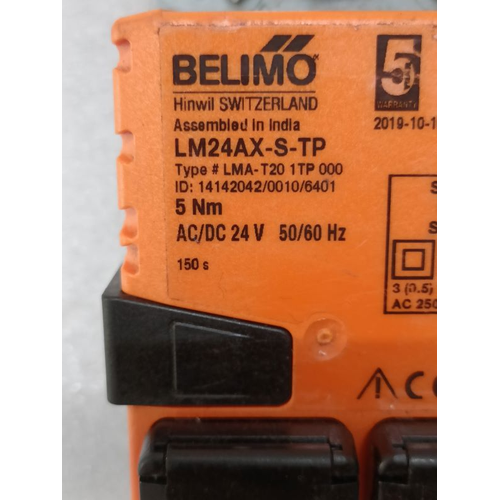 BELIMO
Hinwil SWITZERLAND
Assembled in India
LM24AX-S-TP
Type # LMA-T20 1TP 000
ID: 14142042/0010/6401
5 Nm
AC/DC 24 V 50/60 Hz
150 s
5
WARRANTY
2019-10-1
S
S
3 (0.5)
AC 250